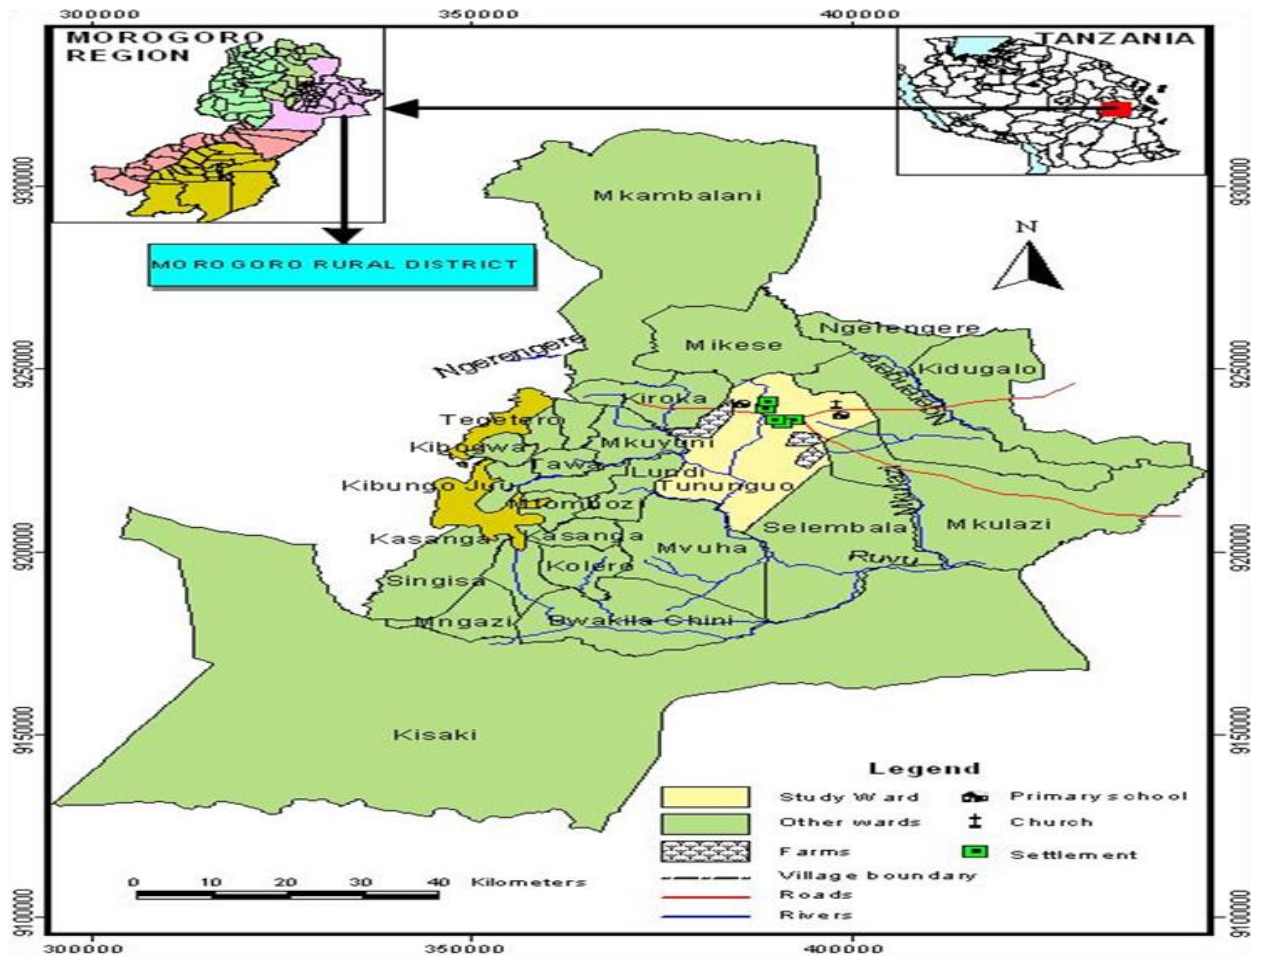 300000 350000 400000
MOROGORO
REGION
TANZANIA
9300000
9300000
Mkambalani
N
MOROGORO RURAL DISTRICT
Ngerengere
Mikese
Ngerengere
9250000
9250000
Kidugalo
Ngerengere
Kiroka
Tegetero
Mkuyuni
Kibogwa
Tawa
Lundi
Kibungo Juu
Tununguo
Mtombozi
Mkulazi
Selembala
Mkulazi
Kasanga
Kasanga
Mvuha
9200000
9200000
Ruvu
Kolero
Singisa
Mngazi
Bwakila Chini
9150000
9150000
Kisaki
Legend
Study Ward
Primary school
Other wards
Church
Farms
Settlement
Village boundary
Roads
Rivers
0 10 20 30 40 Kilometers
9100000
9100000
300000 350000 400000